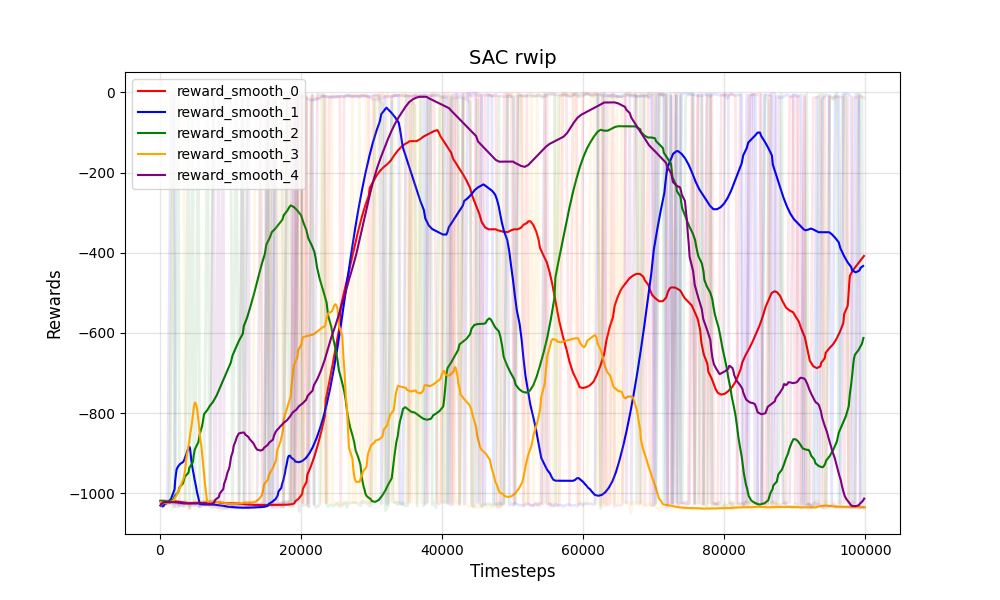 SAC rwip
Rewards
0
−200
−400
−600
−800
−1000
reward_smooth_0
reward_smooth_1
reward_smooth_2
reward_smooth_3
reward_smooth_4
0
20000
40000
60000
80000
100000
Timesteps